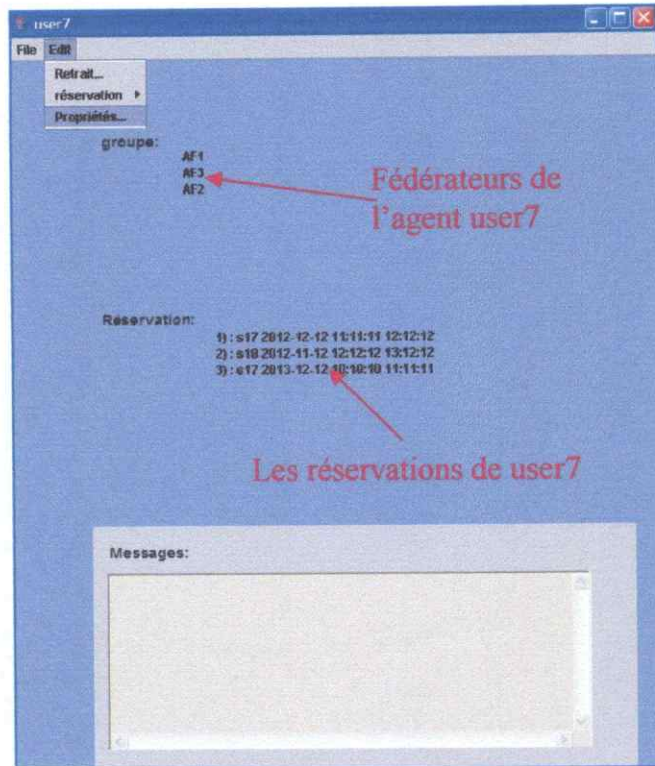 user7
File Edit
Retrait...
réservation
Propriétés...
groupe:
AF1
AF3
AF2
Fédérateurs de
l'agent user7
Réservation:
1) : s17 2012-12-12 11:11:11 12:12:12
2) : s18 2012-11-12 12:12:12 13:12:12
3) : s17 2013-12-12 10:10:10 11:11:11
Les réservations de user7
Messages: